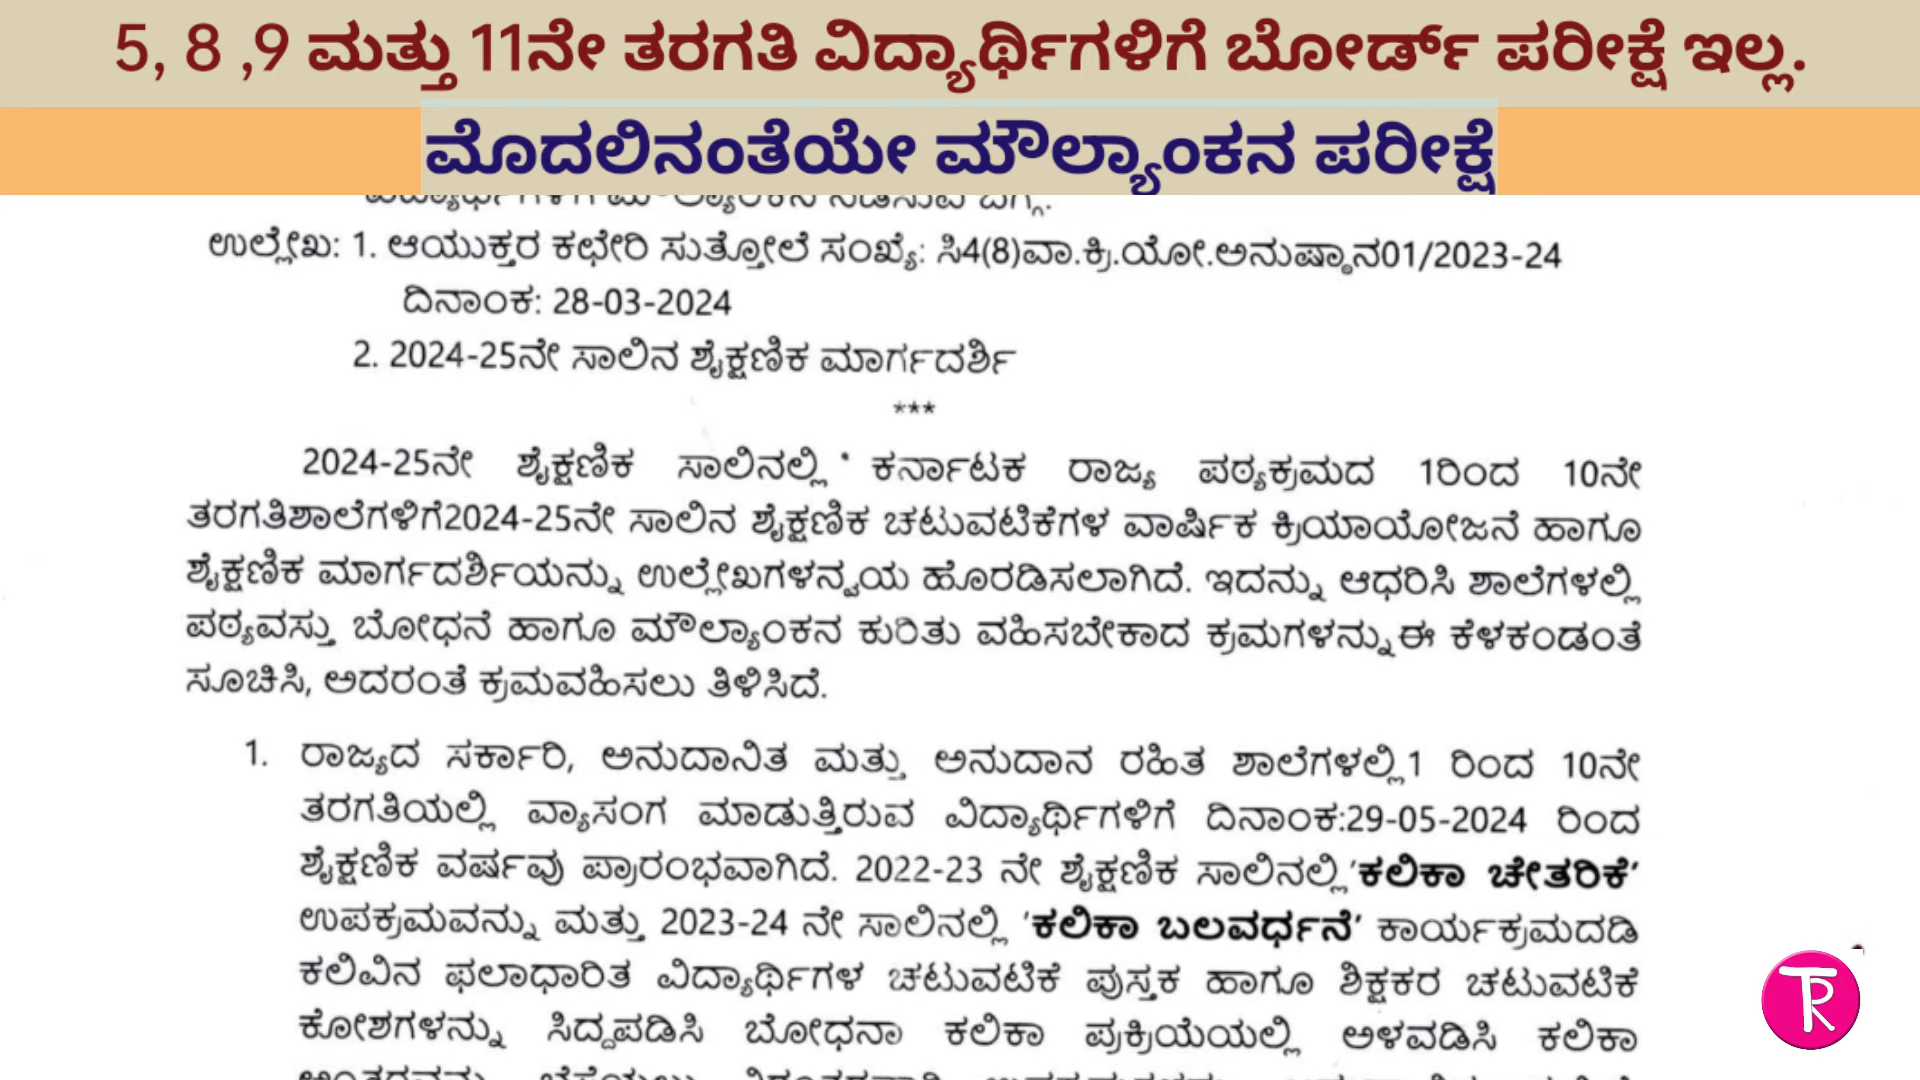 5, 8 ,9 ಮತ್ತು 11ನೇ ತರಗತಿ ವಿದ್ಯಾರ್ಥಿಗಳಿಗೆ ಬೋರ್ಡ್ ಪರೀಕ್ಷೆ ಇಲ್ಲ.
ಮೊದಲಿನಂತೆಯೇ ಮೌಲ್ಯಾಂಕನ ಪರೀಕ್ಷೆ
ಉಲ್ಲೇಖ: 1. ಆಯುಕ್ತರ ಕಛೇರಿ ಸುತ್ತೋಲೆ ಸಂಖ್ಯೆ: ಸಿ4(8)ವಾ.ಕ್ರಿ.ಯೋ.ಅನುಷ್ಠಾನ01/2023-24
ದಿನಾಂಕ: 28-03-2024
2. 2024-25ನೇ ಸಾಲಿನ ಶೈಕ್ಷಣಿಕ ಮಾರ್ಗದರ್ಶಿ
***
2024-25ನೇ ಶೈಕ್ಷಣಿಕ ಸಾಲಿನಲ್ಲಿ ಕರ್ನಾಟಕ ರಾಜ್ಯ ಪಠ್ಯಕ್ರಮದ 1ರಿಂದ 10ನೇ
ತರಗತಿಶಾಲೆಗಳಿಗೆ2024-25ನೇ ಸಾಲಿನ ಶೈಕ್ಷಣಿಕ ಚಟುವಟಿಕೆಗಳ ವಾರ್ಷಿಕ ಕ್ರಿಯಾಯೋಜನೆ ಹಾಗೂ
ಶೈಕ್ಷಣಿಕ ಮಾರ್ಗದರ್ಶಿಯನ್ನು ಉಲ್ಲೇಖಗಳನ್ವಯ ಹೊರಡಿಸಲಾಗಿದೆ. ಇದನ್ನು ಆಧರಿಸಿ ಶಾಲೆಗಳಲ್ಲಿ
ಪಠ್ಯವಸ್ತು ಬೋಧನೆ ಹಾಗೂ ಮೌಲ್ಯಾಂಕನ ಕುರಿತು ವಹಿಸಬೇಕಾದ ಕ್ರಮಗಳನ್ನು ಈ ಕೆಳಕಂಡಂತೆ
ಸೂಚಿಸಿ, ಅದರಂತೆ ಕ್ರಮವಹಿಸಲು ತಿಳಿಸಿದೆ.
1. ರಾಜ್ಯದ ಸರ್ಕಾರಿ, ಅನುದಾನಿತ ಮತ್ತು ಅನುದಾನ ರಹಿತ ಶಾಲೆಗಳಲ್ಲಿ1 ರಿಂದ 10ನೇ
ತರಗತಿಯಲ್ಲಿ ವ್ಯಾಸಂಗ ಮಾಡುತ್ತಿರುವ ವಿದ್ಯಾರ್ಥಿಗಳಿಗೆ ದಿನಾಂಕ:29-05-2024 ರಿಂದ
ಶೈಕ್ಷಣಿಕ ವರ್ಷವು ಪ್ರಾರಂಭವಾಗಿದೆ. 2022-23 ನೇ ಶೈಕ್ಷಣಿಕ ಸಾಲಿನಲ್ಲಿ 'ಕಲಿಕಾ ಚೇತರಿಕೆ'
ಉಪಕ್ರಮವನ್ನು ಮತ್ತು 2023-24 ನೇ ಸಾಲಿನಲ್ಲಿ 'ಕಲಿಕಾ ಬಲವರ್ಧನೆ' ಕಾರ್ಯಕ್ರಮದಡಿ
ಕಲಿವಿನ ಫಲಾಧಾರಿತ ವಿದ್ಯಾರ್ಥಿಗಳ ಚಟುವಟಿಕೆ ಪುಸ್ತಕ ಹಾಗೂ ಶಿಕ್ಷಕರ ಚಟುವಟಿಕೆ
ಕೋಶಗಳನ್ನು ಸಿದ್ದಪಡಿಸಿ ಬೋಧನಾ ಕಲಿಕಾ ಪ್ರಕ್ರಿಯೆಯಲ್ಲಿ ಅಳವಡಿಸಿ ಕಲಿಕಾ
TR